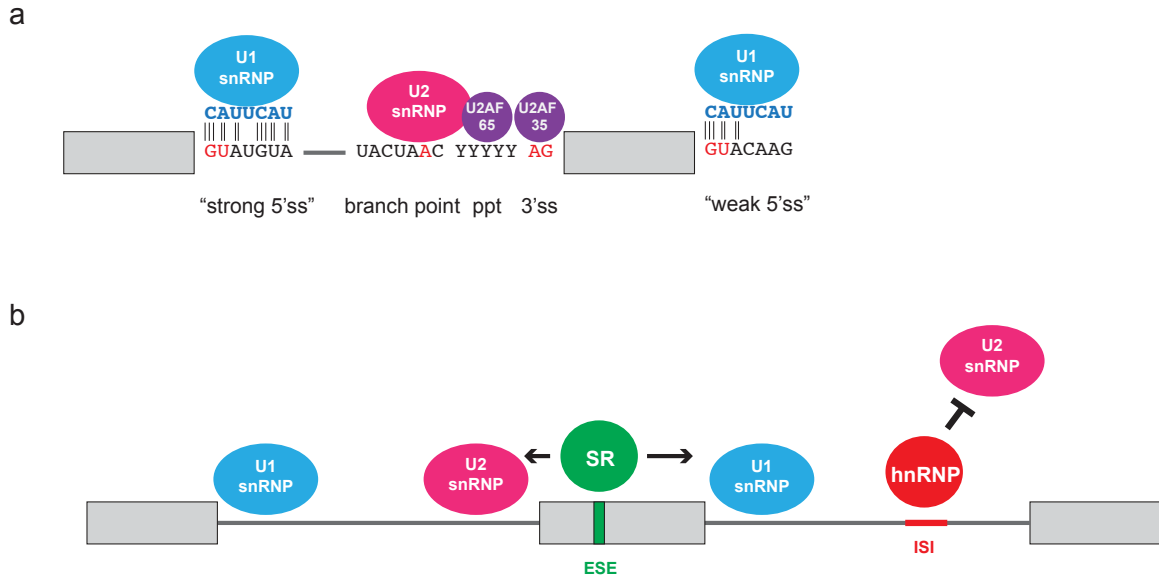 a
U1
snRNP
CAUUCAU
GUAUGUA
“strong 5’ss”
U2
snRNP
U2AF
65
U2AF
35
UACUAAC YYYYY AG
branch point ppt 3’ss
U1
snRNP
CAUUCAU
GUACAAG
“weak 5’ss”
b
U1
snRNP
U2
snRNP
SR
ESE
U1
snRNP
hnRNP
ISI
U2
snRNP